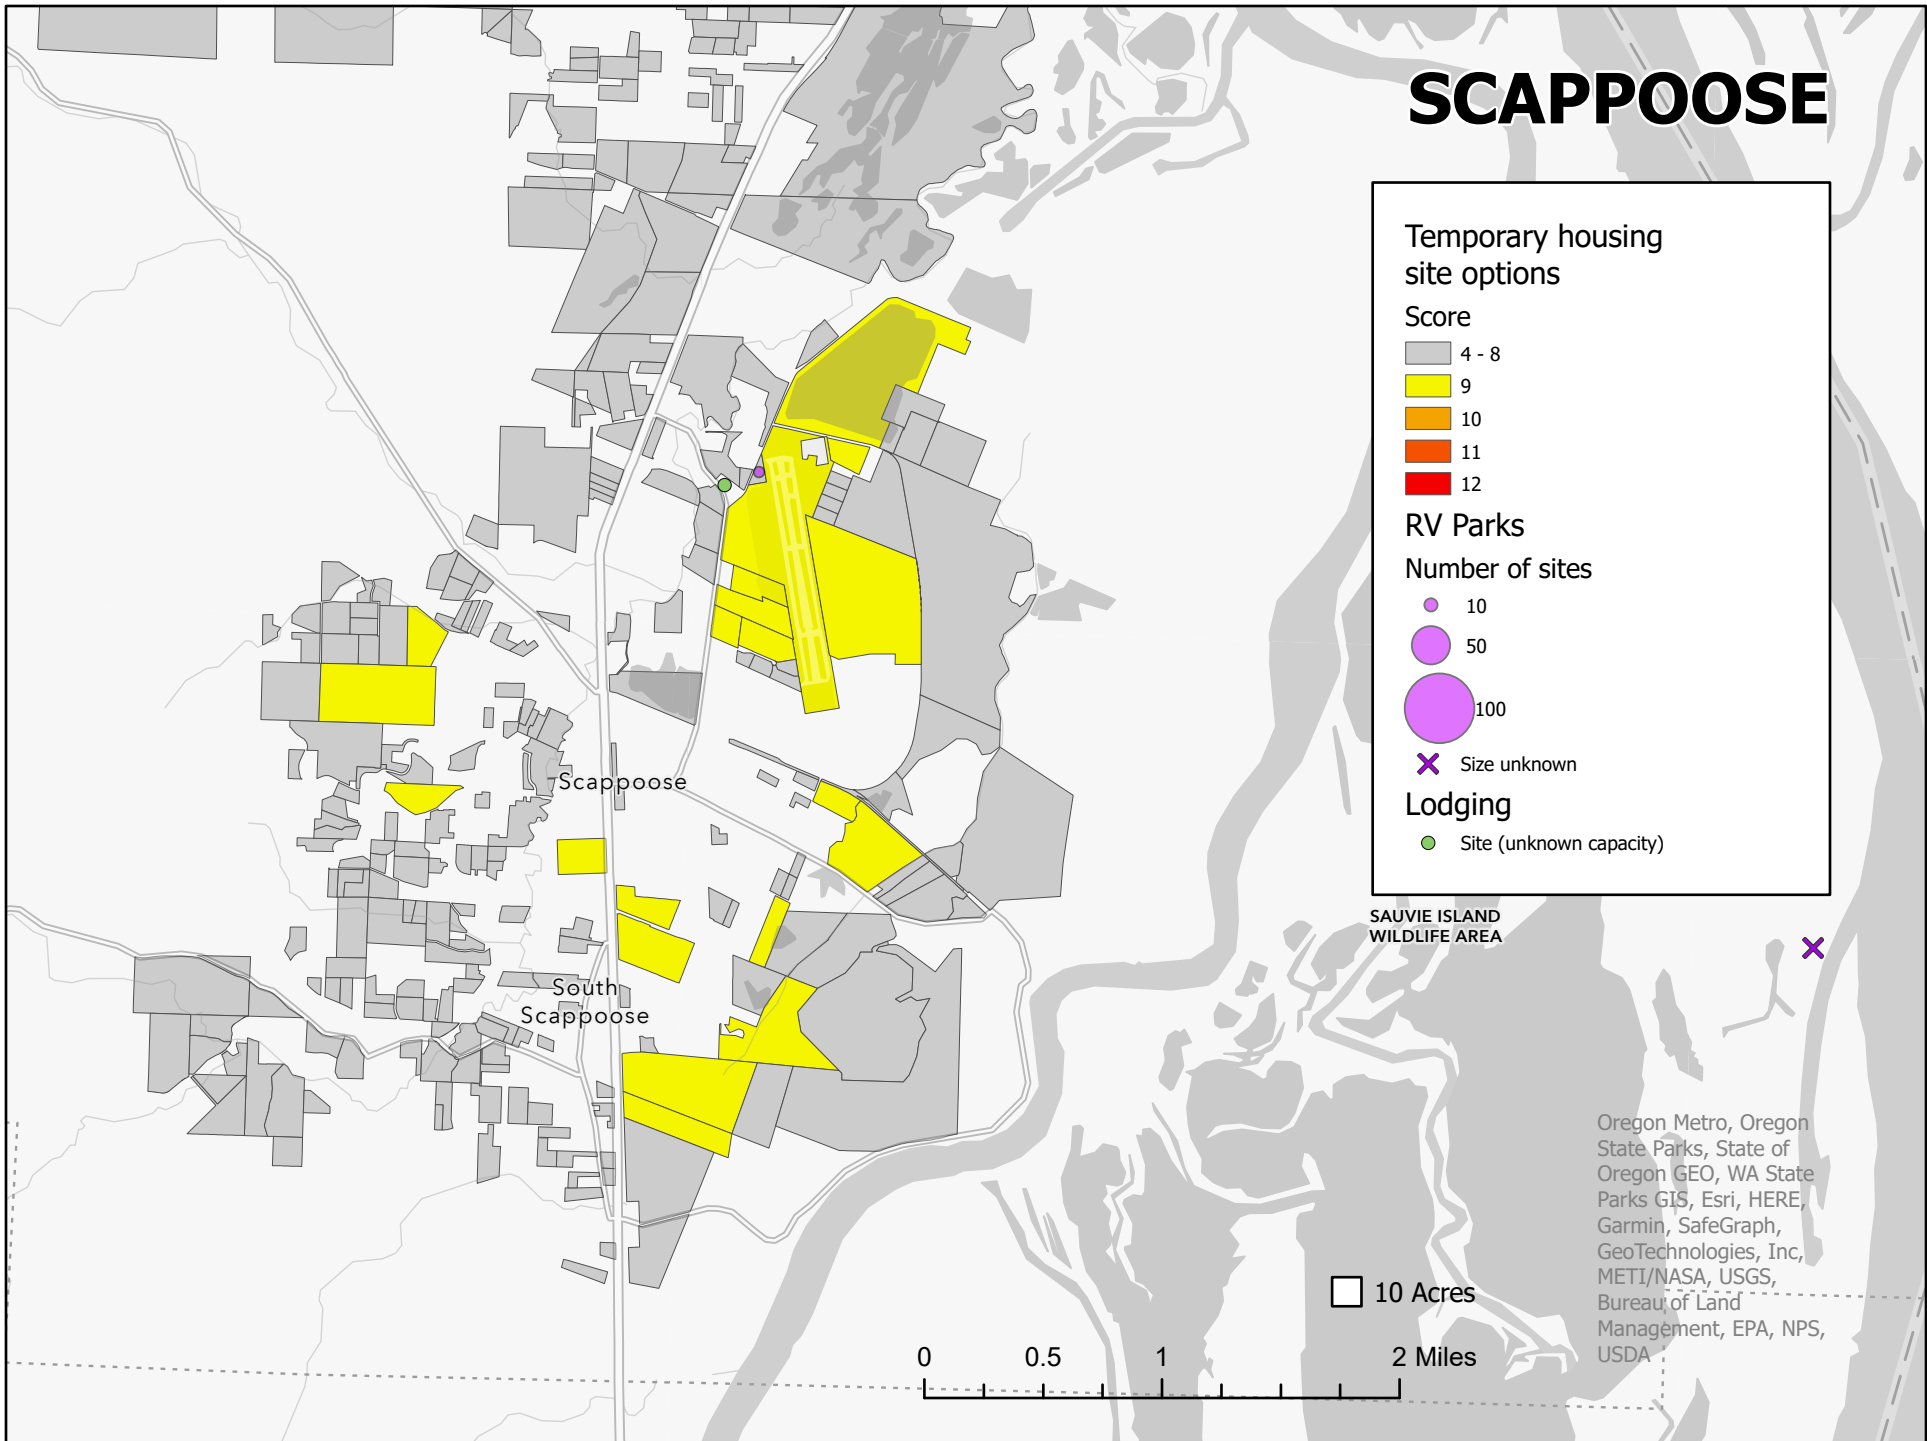 SCAPPOOSE
Temporary housing
site options
Score
4 - 8
9
10
11
12
RV Parks
Number of sites
10
50
100
Size unknown
Lodging
Site (unknown capacity)
Scappoose
SAUVIE ISLAND
WILDLIFE AREA
South
Scappoose
Oregon Metro, Oregon
State Parks, State of
Oregon GEO, WA State
Parks GIS, Esri, HERE,
Garmin, SafeGraph,
GeoTechnologies, Inc,
METI/NASA, USGS,
Bureau of Land
Management, EPA, NPS,
USDA
10 Acres
0 0.5 1 2 Miles